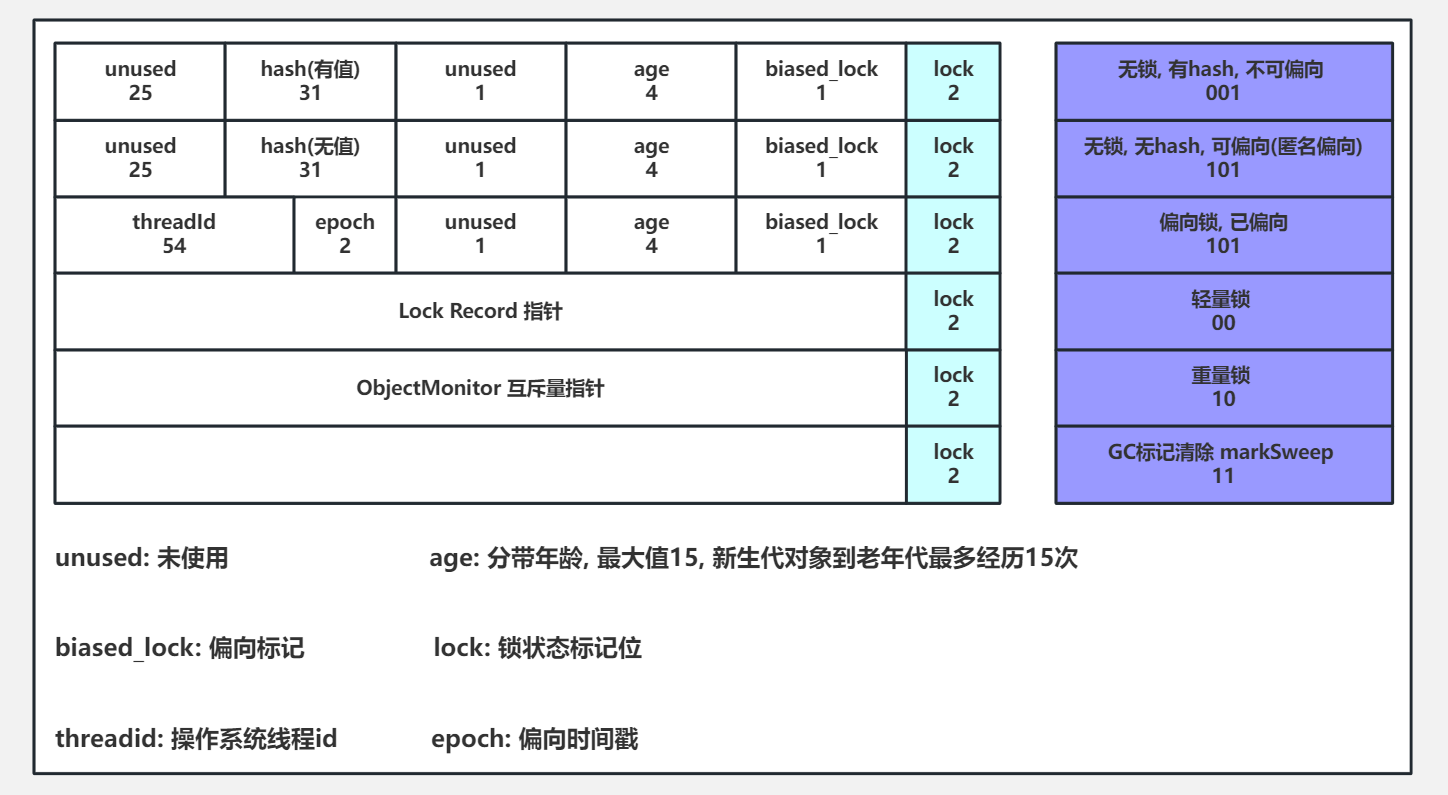 unused hash(有值) unused age biased_lock lock 无锁, 有hash, 不可偏向
25 31 1 4 1 2 001
unused hash(无值) unused age biased_lock lock 无锁, 无hash, 可偏向(匿名偏向)
25 31 1 4 1 2 101
threadId epoch unused age biased_lock lock 偏向锁, 已偏向
54 2 1 4 1 2 101
Lock Record 指针 lock 轻量锁
2 00
ObjectMonitor 互斥量指针 lock 重量锁
2 10
lock GC标记清除 markSweep
2 11
unused: 未使用 age: 分带年龄, 最大值15, 新生代对象到老年代最多经历15次
biased_lock: 偏向标记 lock: 锁状态标记位
threadid: 操作系统线程id epoch: 偏向时间戳